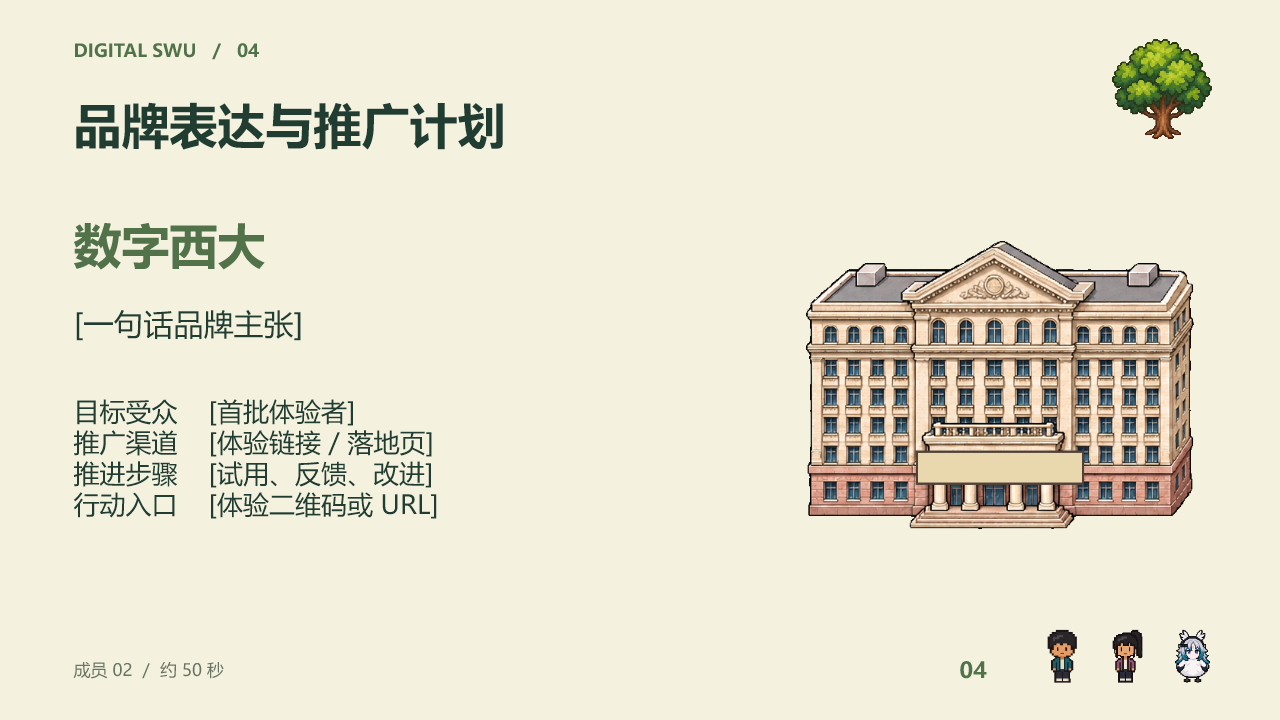 DIGITAL SWU / 04
品牌表达与推广计划
数字西大
[一句话品牌主张]
目标受众 [首批体验者]
推广渠道 [体验链接 / 落地页]
推进步骤 [试用、反馈、改进]
行动入口 [体验二维码或 URL]
成员 02 / 约 50 秒
04